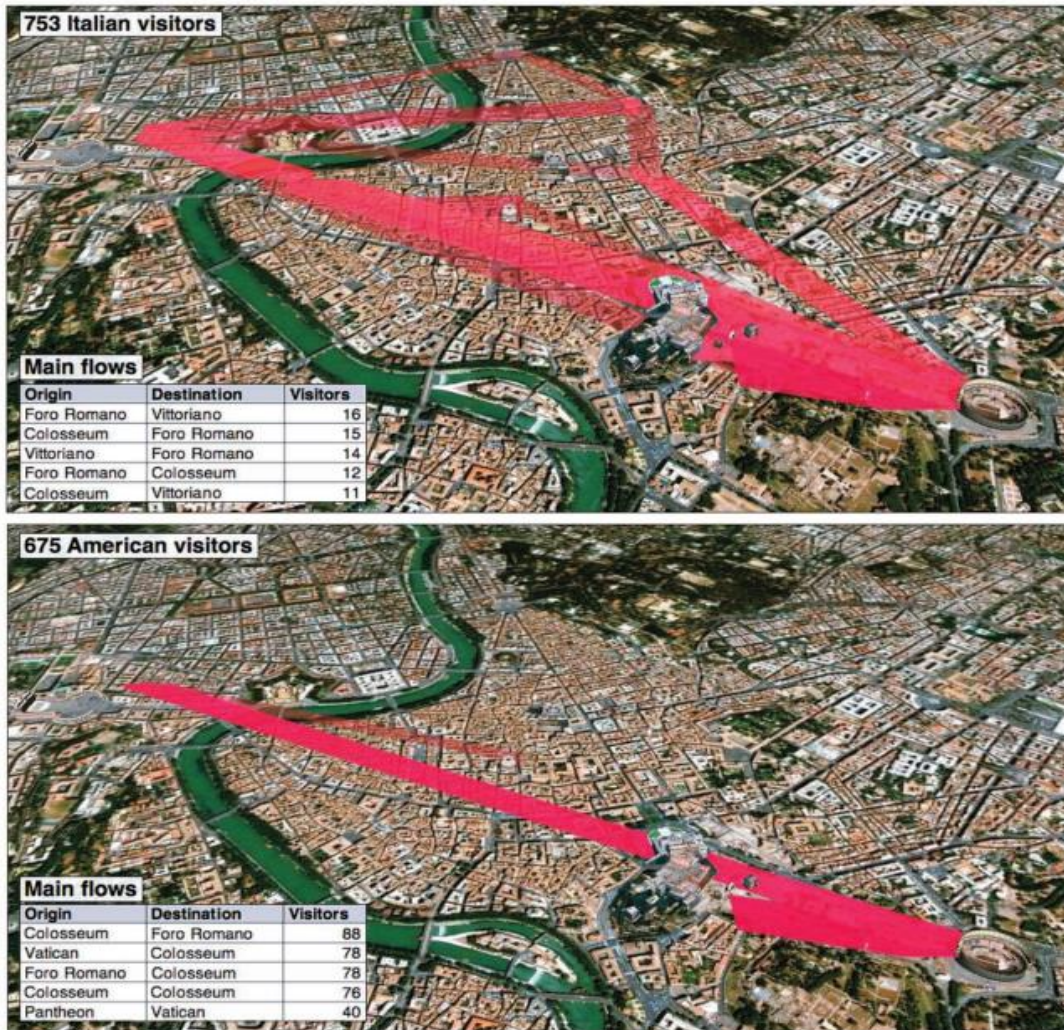 753 Italian visitors
Main flows
Origin Destination Visitors
Foro Romano Vittoriano 16
Colosseum Foro Romano 15
Vittoriano Foro Romano 14
Foro Romano Colosseum 12
Colosseum Vittoriano 11
675 American visitors
Main flows
Origin Destination Visitors
Colosseum Foro Romano 88
Vatican Colosseum 78
Foro Romano Colosseum 78
Colosseum Colosseum 76
Pantheon Vatican 40